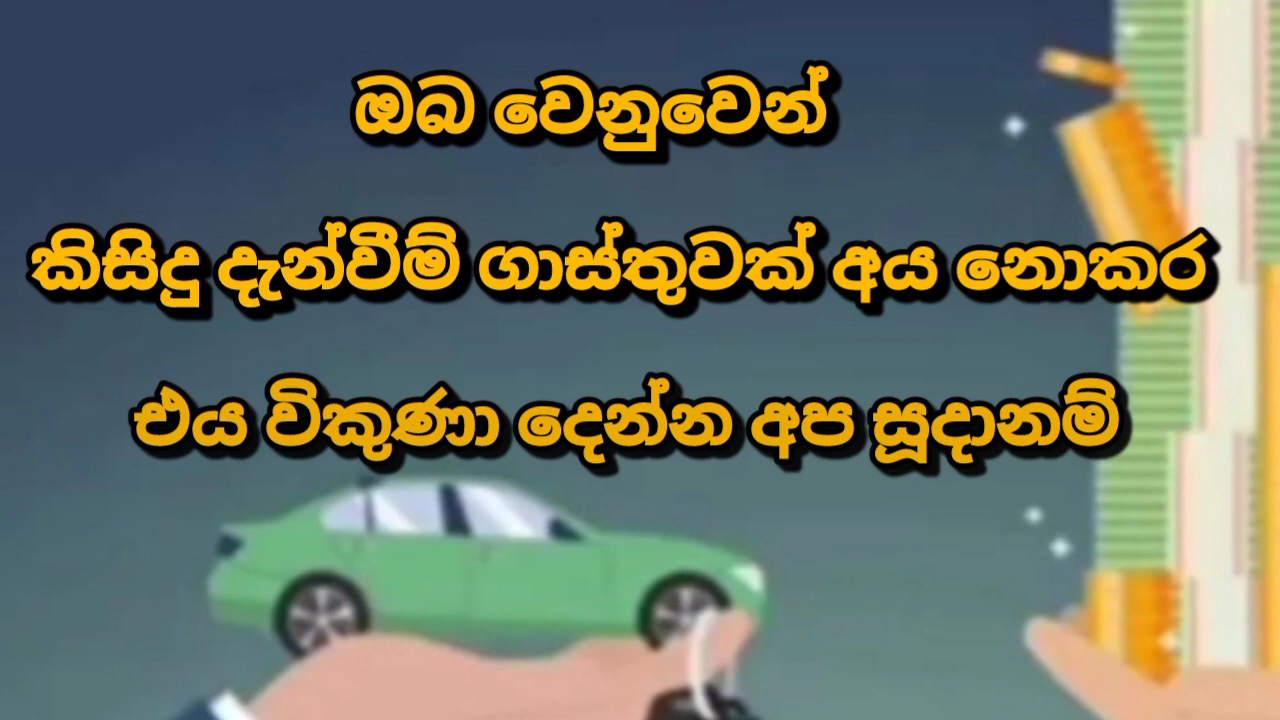 ඔබ වෙනුවෙන්
කිසිදු දැන්වීම් ගාස්තුවක් අය නොකර
එය විකුණා දෙන්න අප සූදානම්